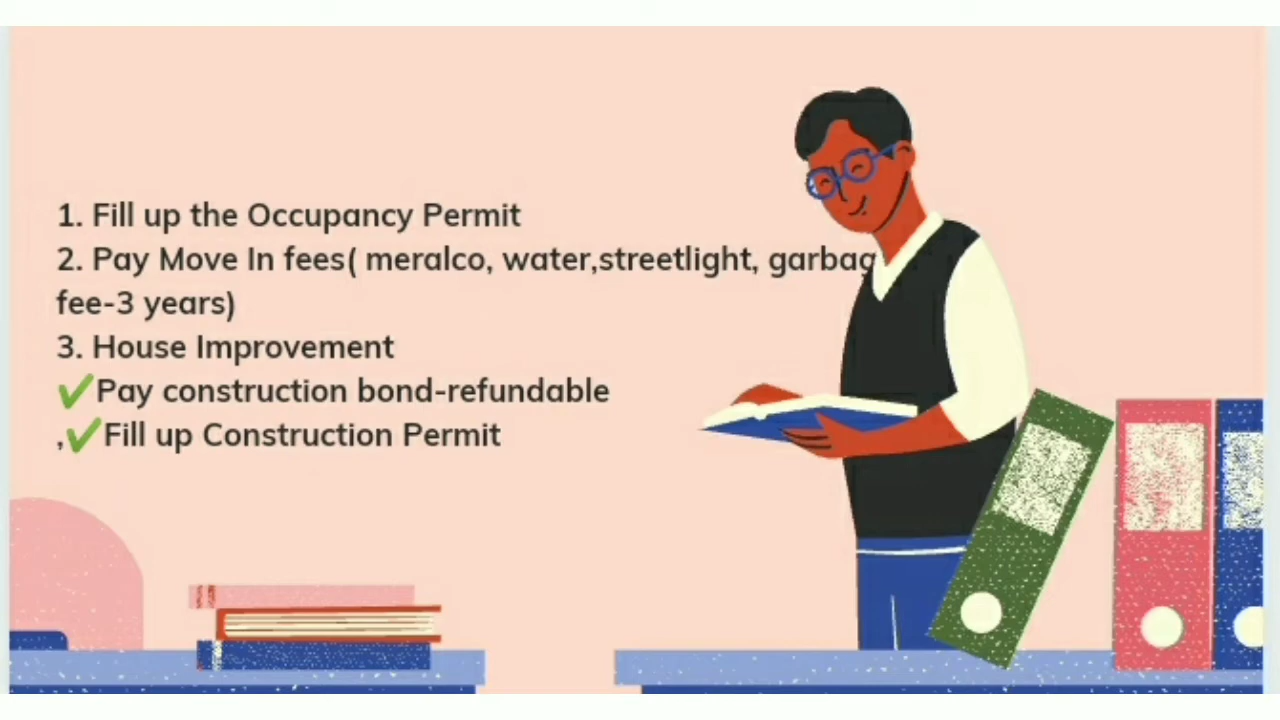 1. Fill up the Occupancy Permit
2. Pay Move In fees( meralco, water,streetlight, garbag
fee-3 years)
3. House Improvement
✔Pay construction bond-refundable
,✔Fill up Construction Permit